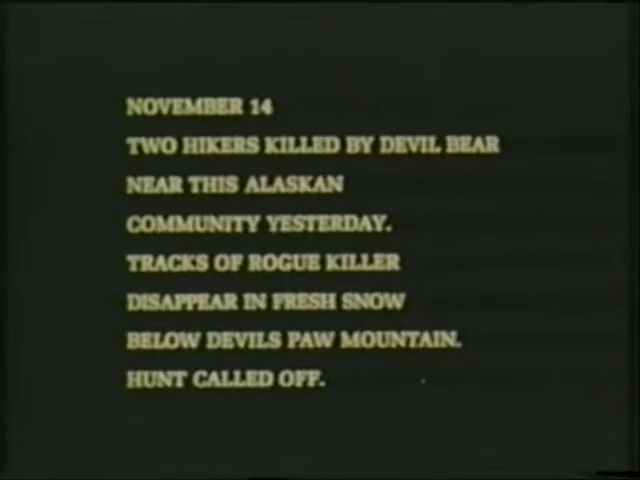 NOVEMBER 14
TWO HIKERS KILLED BY DEVIL BEAR
NEAR THIS ALASKAN
COMMUNITY YESTERDAY.
TRACKS OF ROGUE KILLER
DISAPPEAR IN FRESH SNOW
BELOW DEVILS PAW MOUNTAIN.
HUNT CALLED OFF.